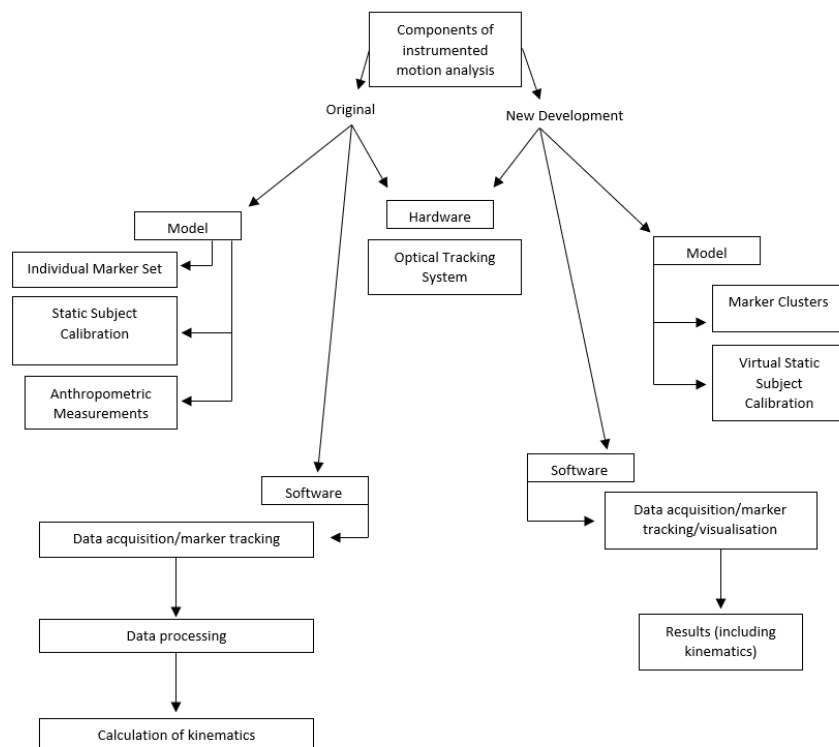 Components of
instrumented
motion analysis
Original
New Development
Hardware
Optical Tracking
System
Model
Individual Marker Set
Static Subject
Calibration
Anthropometric
Measurements
Model
Marker Clusters
Virtual Static
Subject
Calibration
Software
Data acquisition/marker tracking
Data processing
Calculation of kinematics
Software
Data acquisition/marker
tracking/visualisation
Results (including
kinematics)